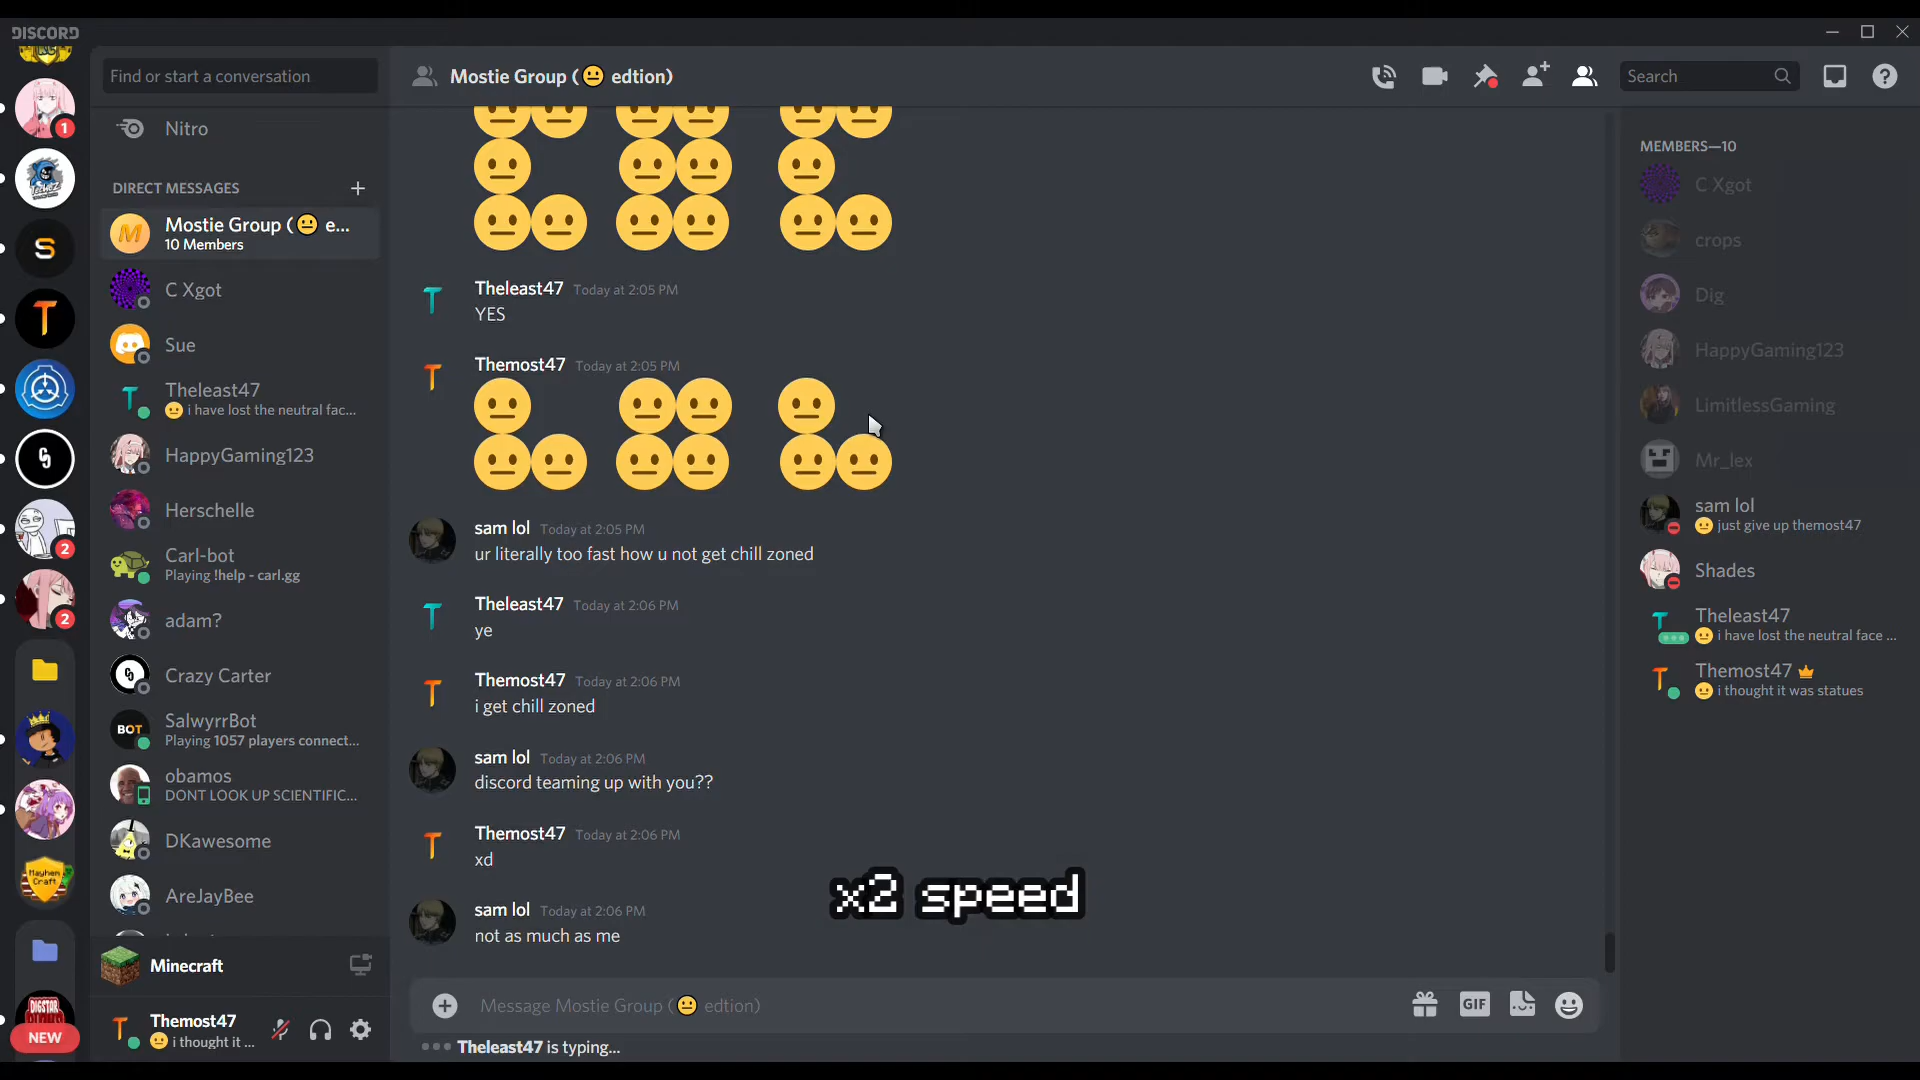 DISCORD
Find or start a conversation
Mostie Group (😐 edtion)
Search
1
Nitro
DIRECT MESSAGES
Mostie Group (😐 e...
10 Members
C Xgot
Sue
Theleast47
😐 i have lost the neutral fac...
HappyGaming123
Herschelle
Carl-bot
Playing !help - carl.gg
adam?
Crazy Carter
BOT
SalwyrrBot
Playing 1057 players connect...
obamos
DONT LOOK UP SCIENTIFIC...
DKawesome
AreJayBee
2
2
Mayhem
Craft
DIGSTAR
NEW
Minecraft
Themost47
😐 i thought it ...
Theleast47 Today at 2:05 PM
YES
Themost47 Today at 2:05 PM
sam lol Today at 2:05 PM
ur literally too fast how u not get chill zoned
Theleast47 Today at 2:06 PM
ye
Themost47 Today at 2:06 PM
i get chill zoned
sam lol Today at 2:06 PM
discord teaming up with you??
Themost47 Today at 2:06 PM
xd
sam lol Today at 2:06 PM
not as much as me
x2 speed
Message Mostie Group (😐 edtion)
GIF
Theleast47 is typing...
MEMBERS—10
C Xgot
crops
Dig
HappyGaming123
LimitlessGaming
Mr_lex
sam lol
😐 just give up themost47
Shades
Theleast47
😐 i have lost the neutral face ...
Themost47
😐 i thought it was statues